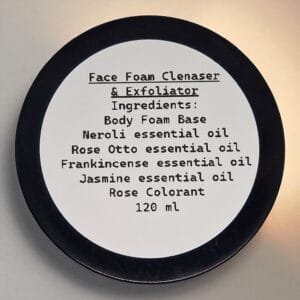 Face Foam Clenaser
& Exfoliator
Ingredients:
Body Foam Base
Neroli essential oil
Rose Otto essential oil
Frankincense essential oil
Jasmine essential oil
Rose Colorant
120 ml